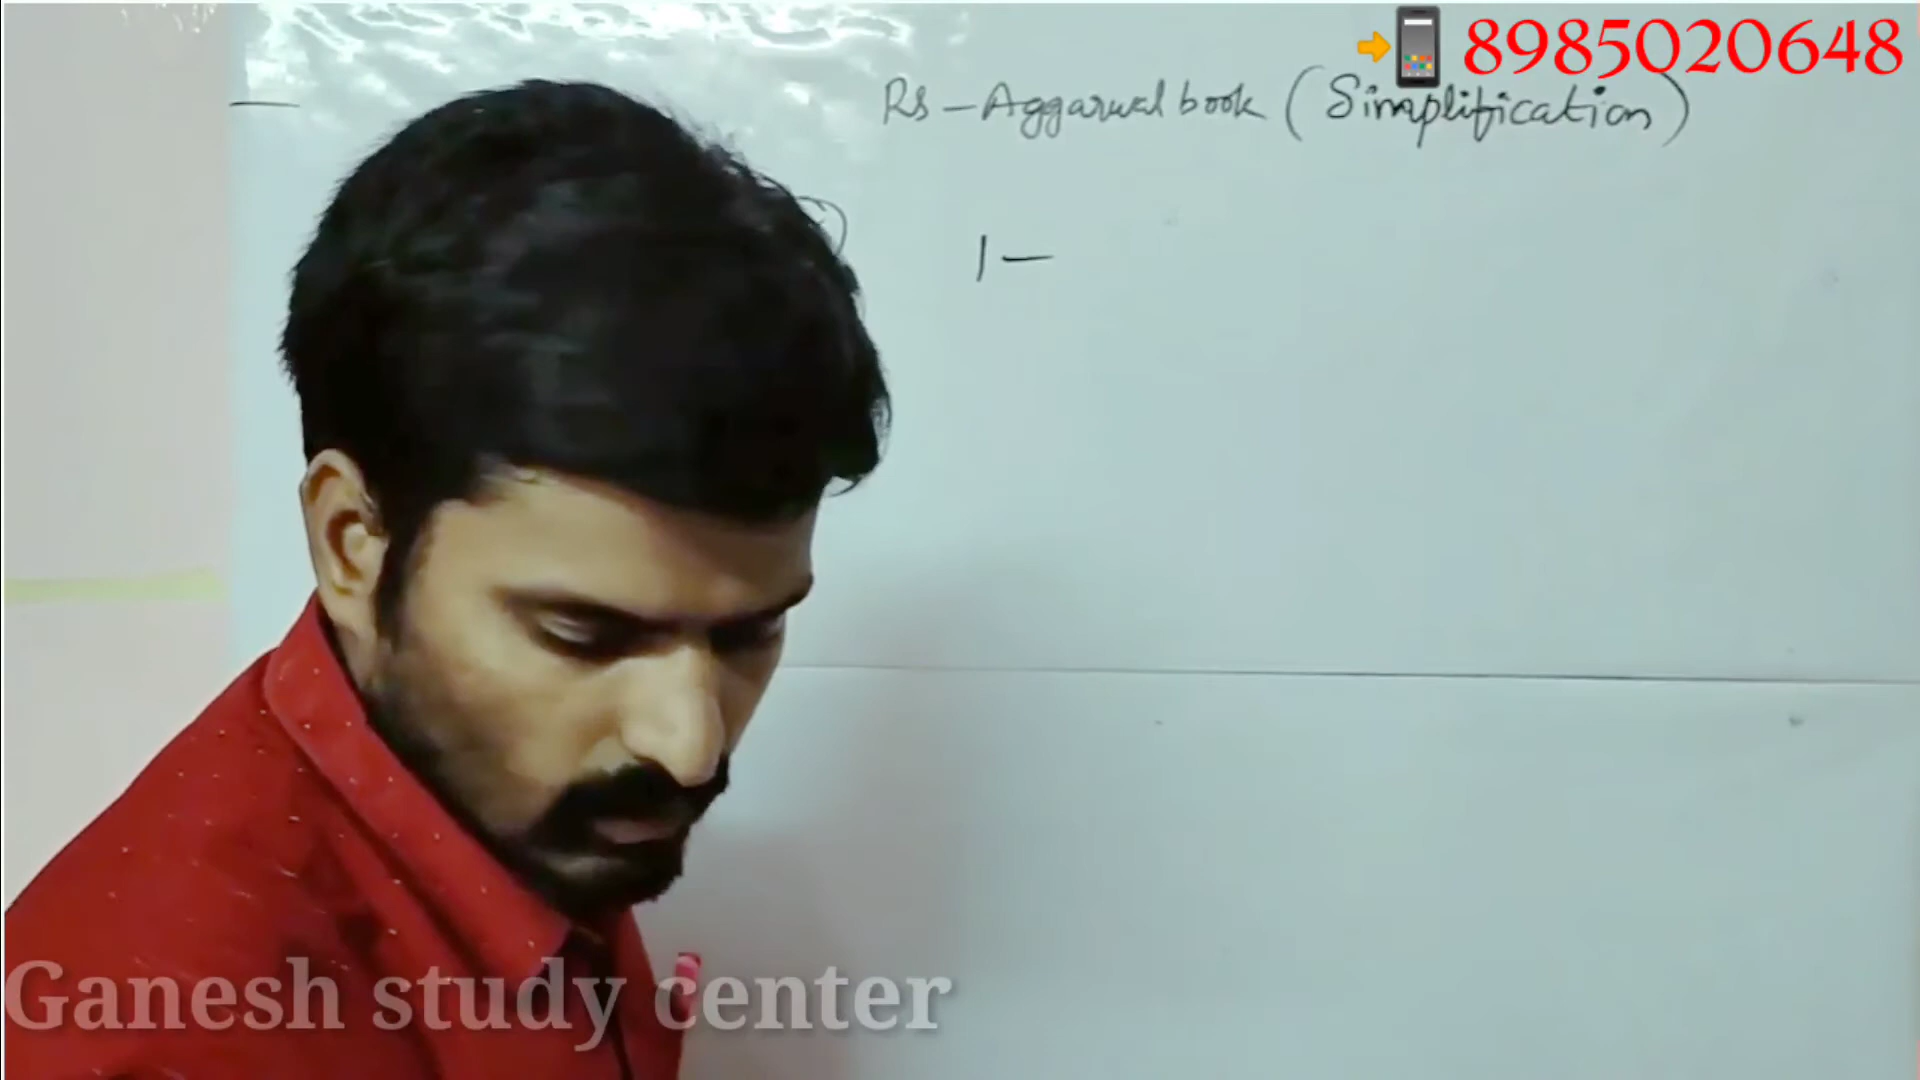 8985020648
Rs - Aggarwal book (Simplification)
1 -
Ganesh study center